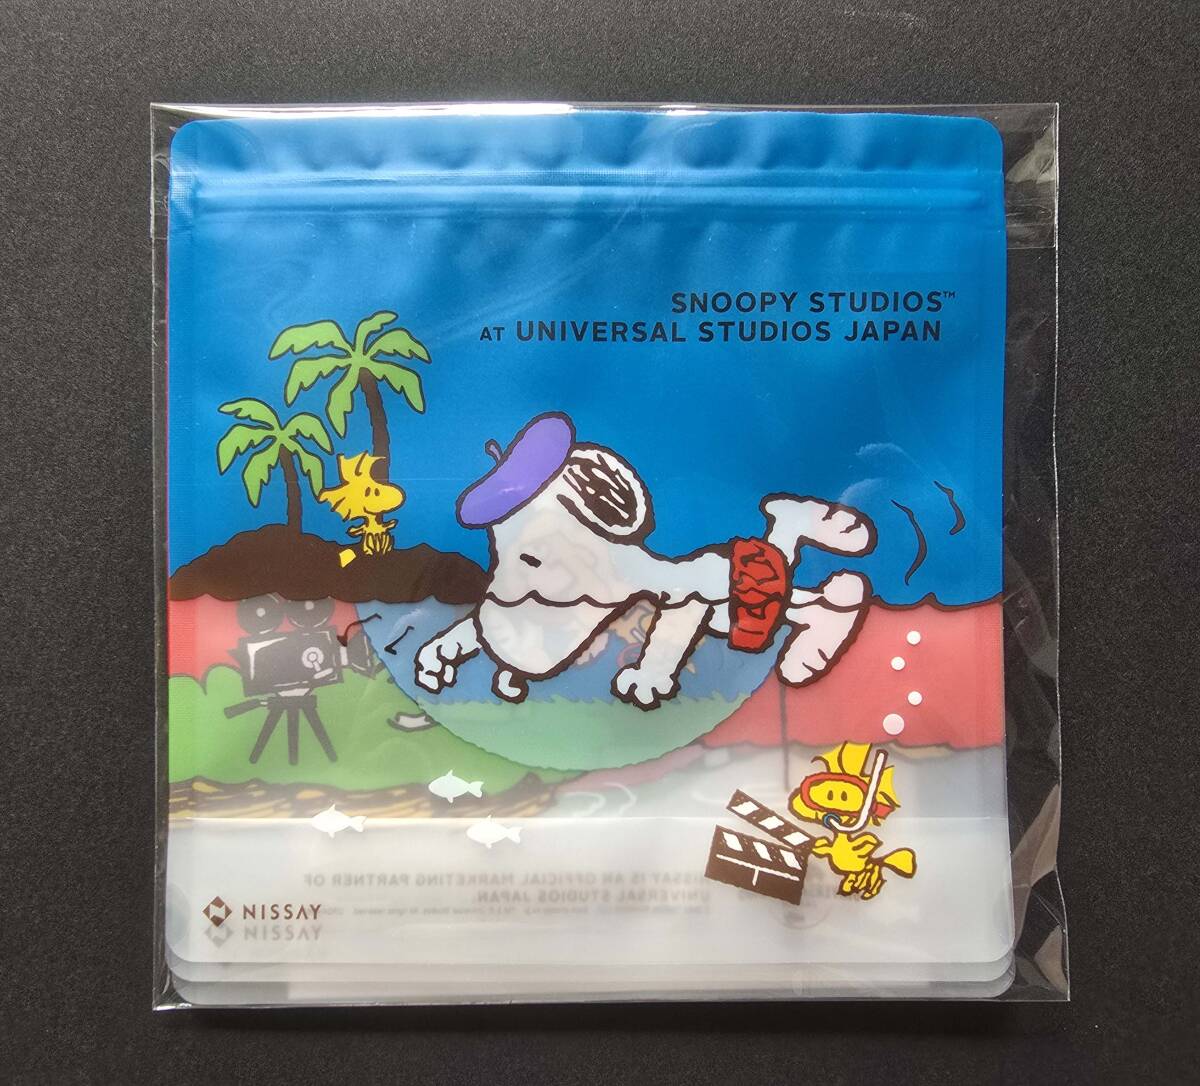 SNOOPY STUDIOS™
AT UNIVERSAL STUDIOS JAPAN
NISSAY IS AN OFFICIAL MARKETING PARTNER OF
UNIVERSAL STUDIOS JAPAN.
NISSAY
NISSAY